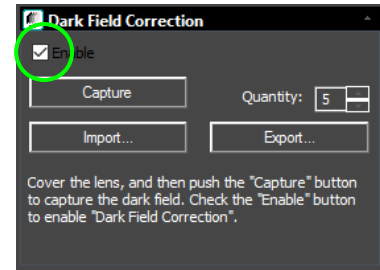 Dark Field Correction
Enable
Capture
Quantity: 5
Import...
Export...
Cover the lens, and then push the "Capture" button
to capture the dark field. Check the "Enable" button
to enable "Dark Field Correction".